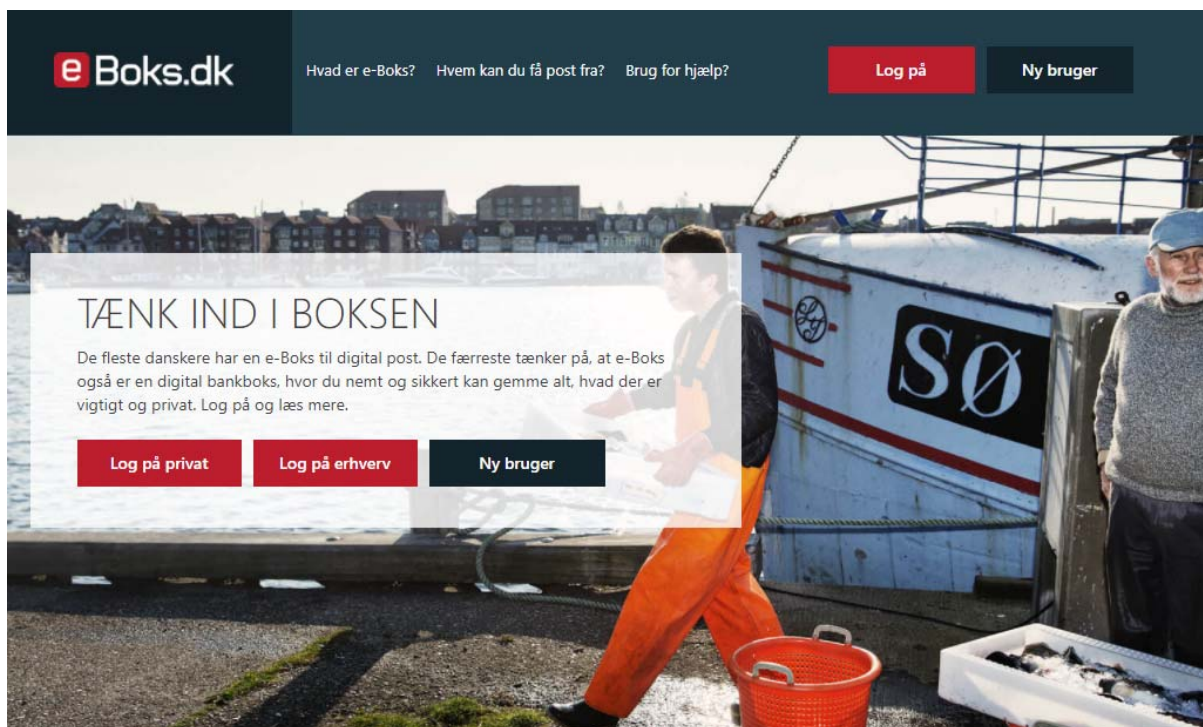 e Boks.dk
Hvad er e-Boks? Hvem kan du få post fra? Brug for hjælp?
Log på Ny bruger
TÆNK IND I BOKSEN
De fleste danskere har en e-Boks til digital post. De færreste tænker på, at e-Boks
også er en digital bankboks, hvor du nemt og sikkert kan gemme alt, hvad der er
vigtigt og privat. Log på og læs mere.
Log på privat Log på erhverv Ny bruger
SØ